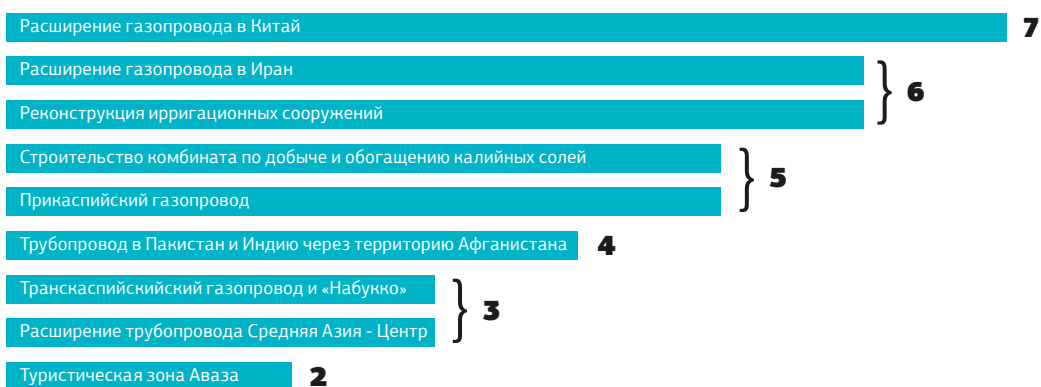 Расширение газопровода в Китай 7
Расширение газопровода в Иран
6
Реконструкция ирригационных сооружений
Строительство комбината по добыче и обогащению калийных солей
5
Прикаспийский газопровод
Трубопровод в Пакистан и Индию через территорию Афганистана 4
Транскаспискийский газопровод и «Набукко»
3
Расширение трубопровода Средняя Азия - Центр
Туристическая зона Аваза 2